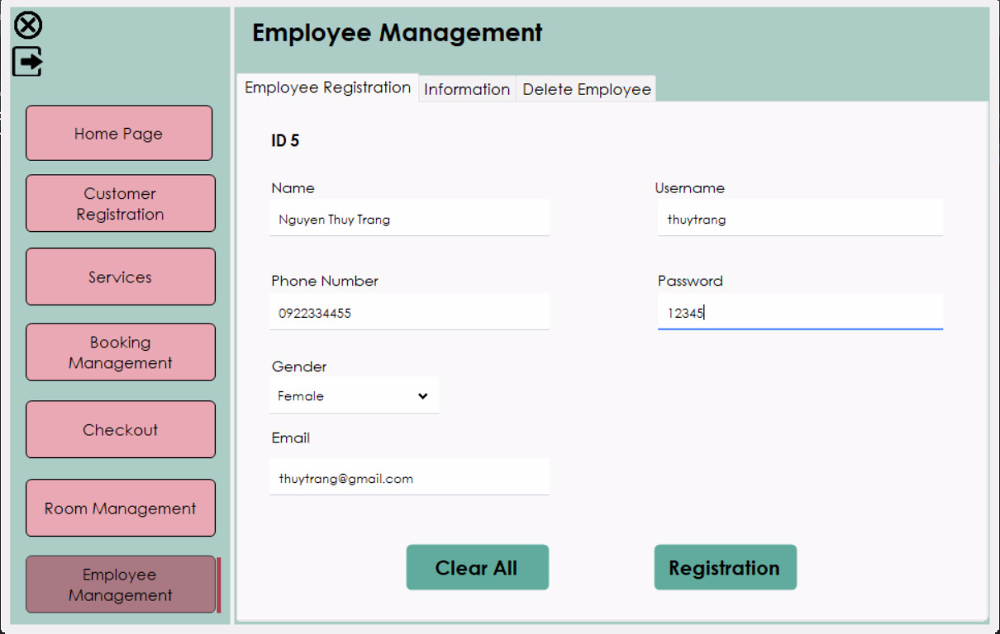 Employee Management
Employee Registration Information Delete Employee
Home Page
Customer
Registration
Services
Booking
Management
Checkout
Room Management
Employee
Management
ID 5
Name
Nguyen Thuy Trang
Username
thuytrang
Phone Number
0922334455
Password
12345
Gender
Female
Email
thuytrang@gmail.com
Clear All
Registration